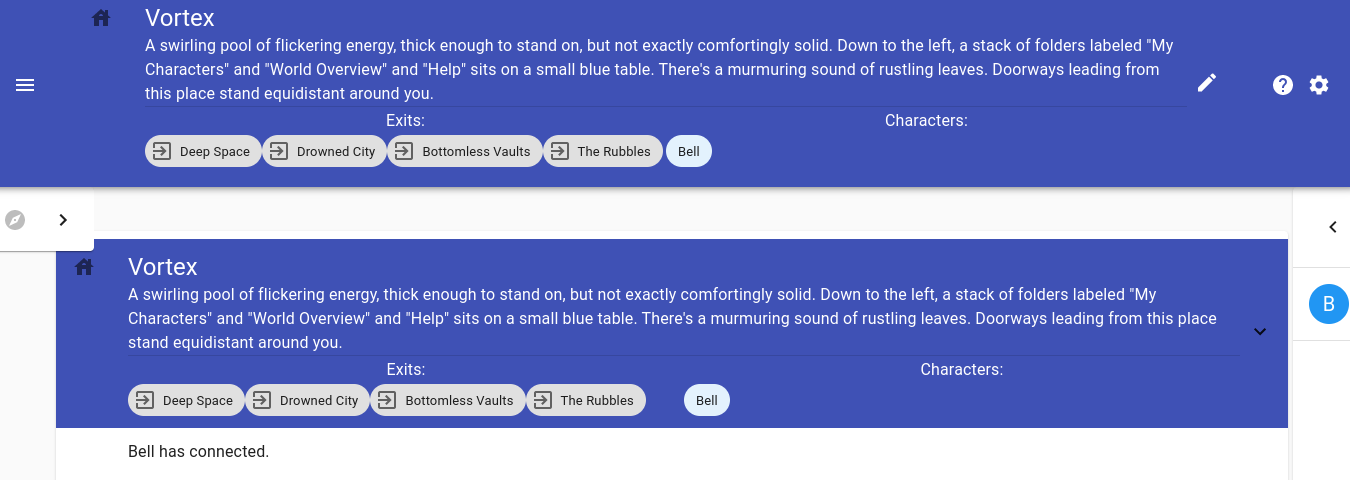 Vortex
A swirling pool of flickering energy, thick enough to stand on, but not exactly comfortingly solid. Down to the left, a stack of folders labeled "My
Characters" and "World Overview" and "Help" sits on a small blue table. There's a murmuring sound of rustling leaves. Doorways leading from
this place stand equidistant around you.
Exits: Characters:
Deep Space Drowned City Bottomless Vaults The Rubbles Bell
Vortex
A swirling pool of flickering energy, thick enough to stand on, but not exactly comfortingly solid. Down to the left, a stack of folders labeled "My
Characters" and "World Overview" and "Help" sits on a small blue table. There's a murmuring sound of rustling leaves. Doorways leading from this place
stand equidistant around you.
Exits: Characters:
Deep Space Drowned City Bottomless Vaults The Rubbles Bell
Bell has connected.
B